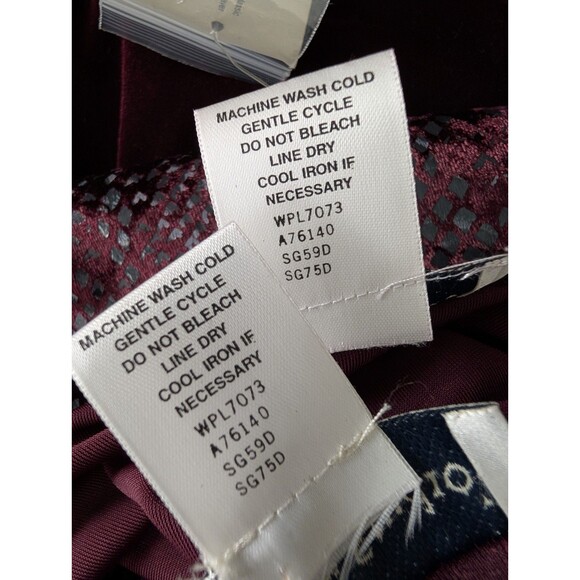 MACHINE WASH COLD
GENTLE CYCLE
DO NOT BLEACH
LINE DRY
COOL IRON IF
NECESSARY
WPL7073
A76140
SG59D
SG75D
MACHINE WASH COLD
GENTLE CYCLE
DO NOT BLEACH
LINE DRY
COOL IRON IF
NECESSARY
WPL7073
A76140
SG59D
SG75D